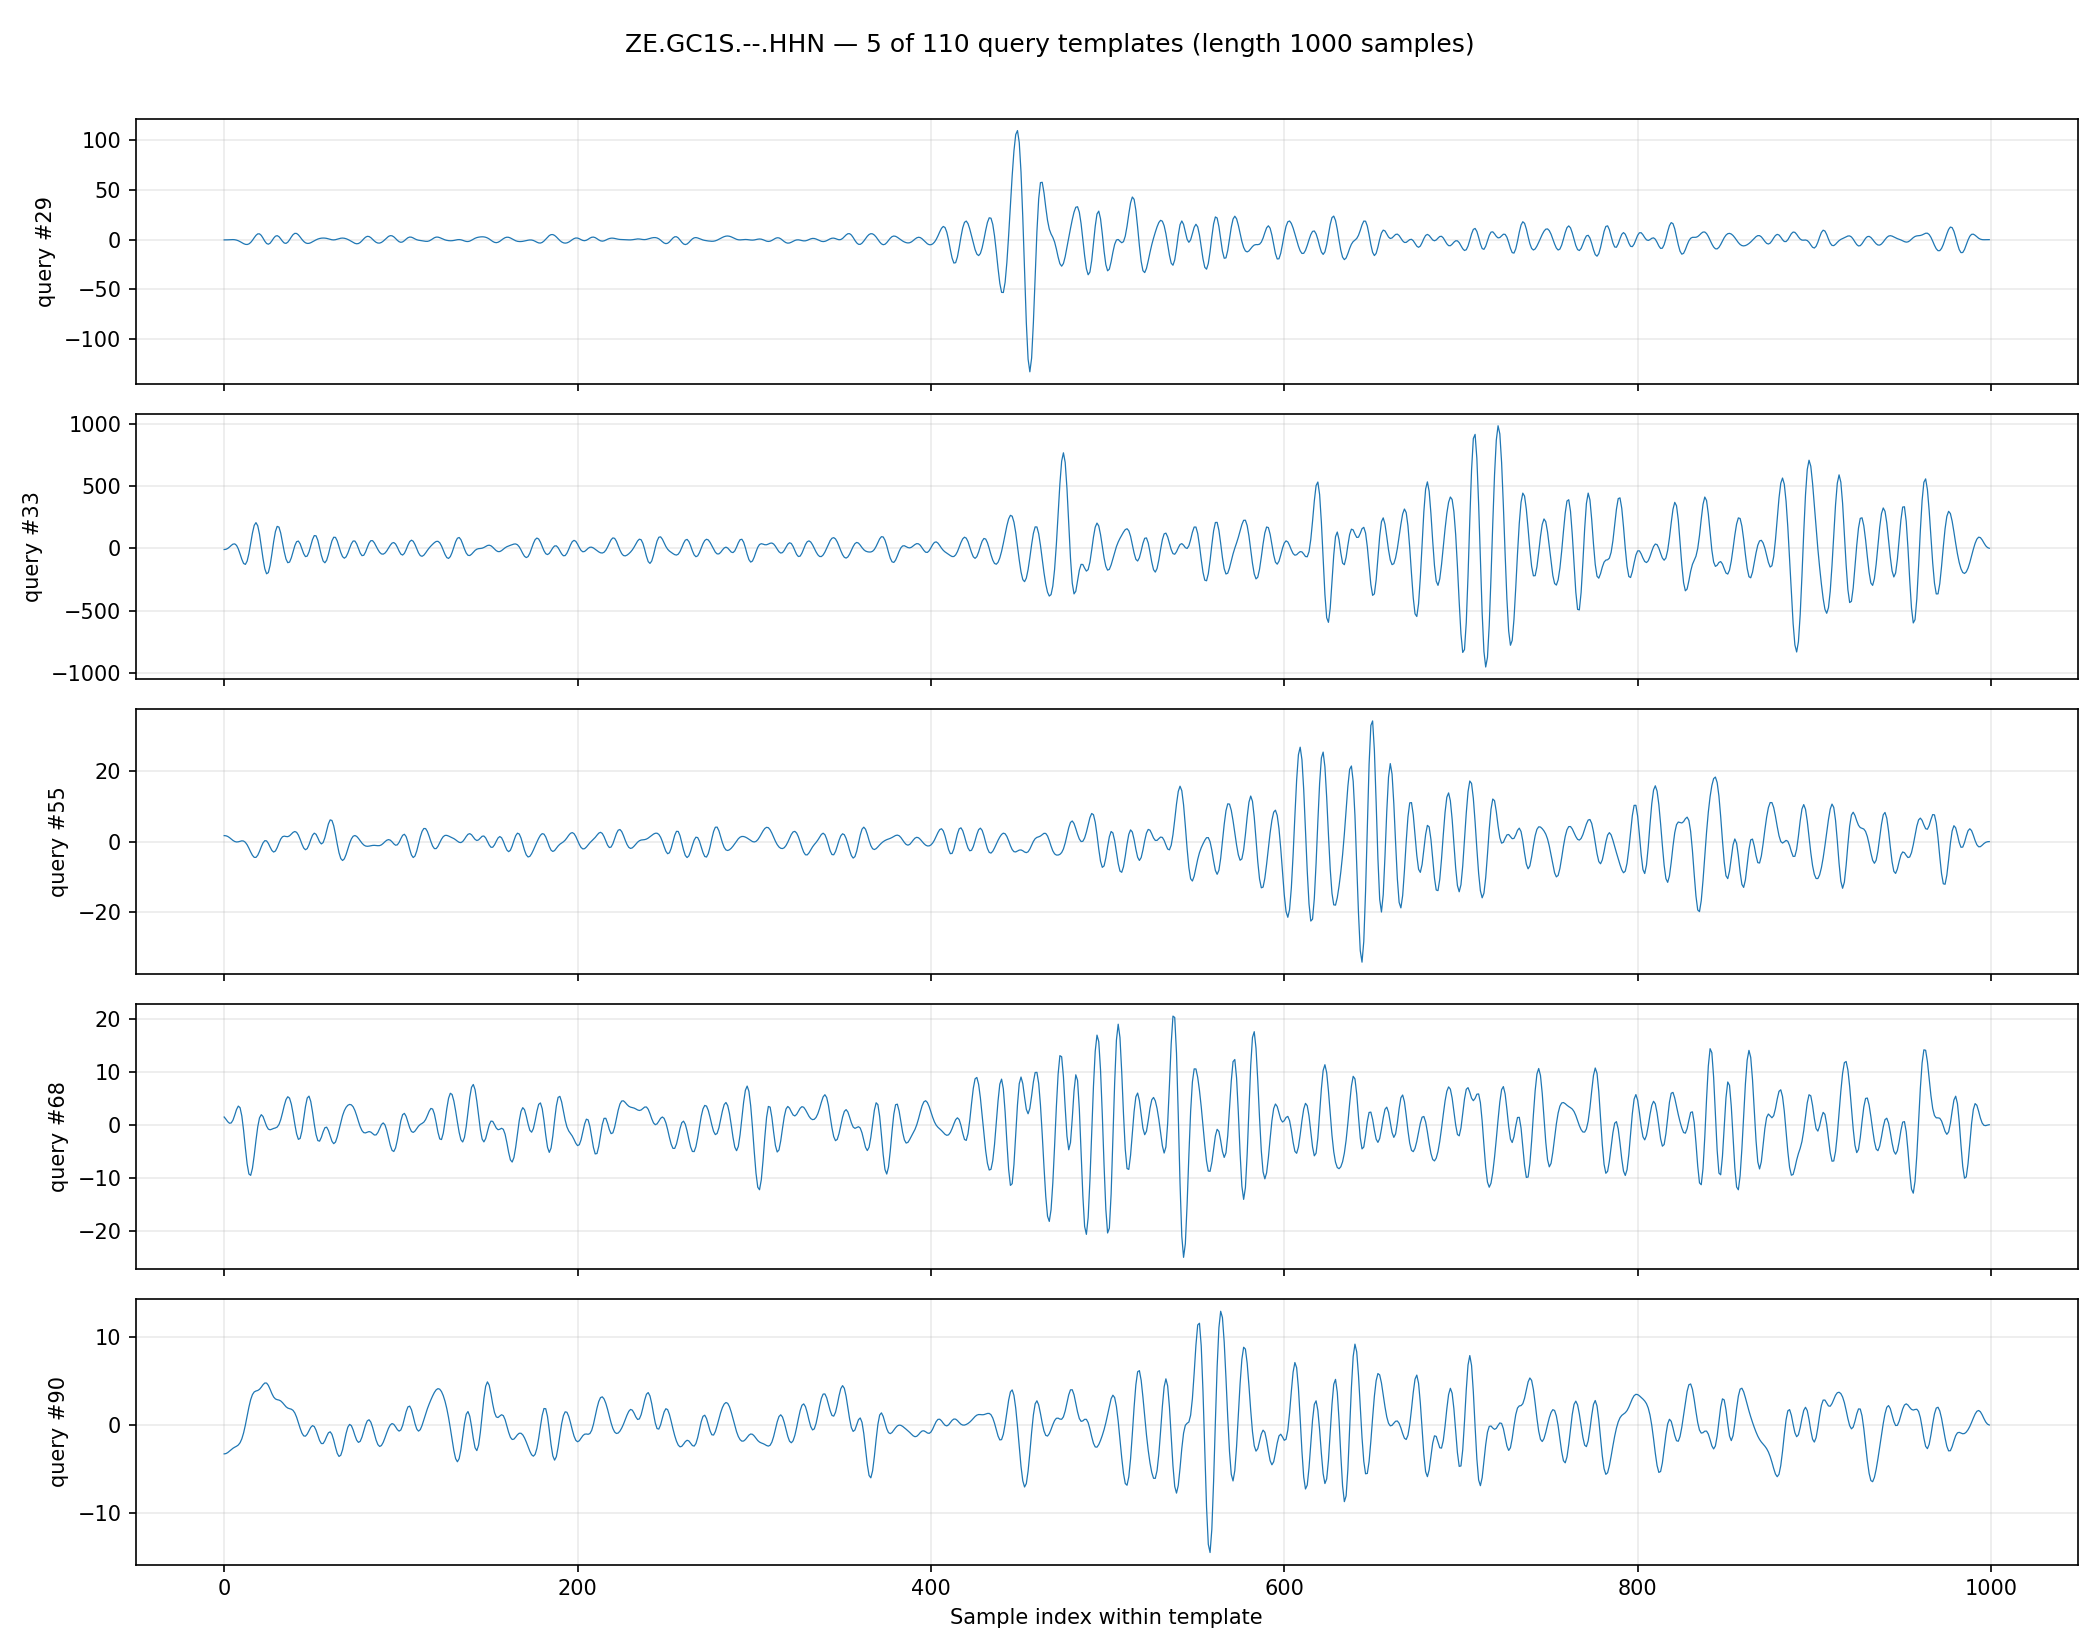 ZE.GC1S.--.HHN — 5 of 110 query templates (length 1000 samples)
query #29
100
50
0
−50
−100
query #33
1000
500
0
−500
−1000
query #55
20
0
−20
query #68
20
10
0
−10
−20
query #90
10
0
−10
0 200 400 600 800 1000
Sample index within template